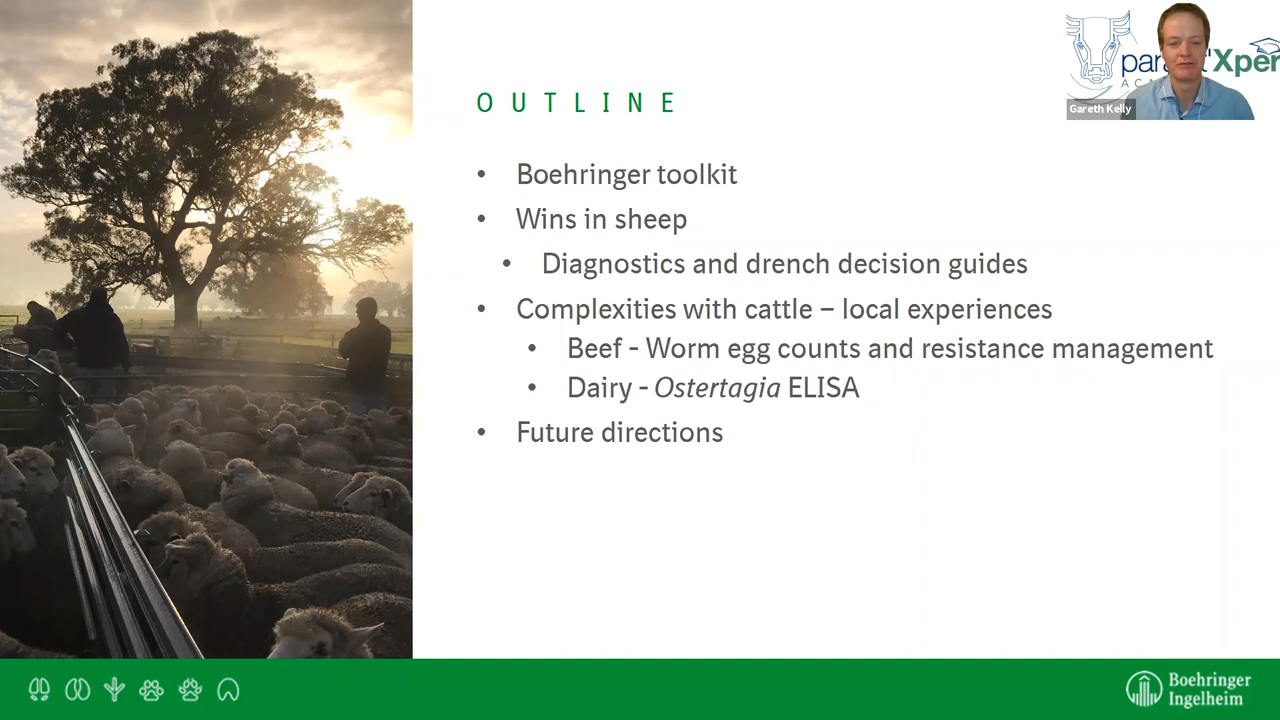 OUTLINE
• Boehringer toolkit
• Wins in sheep
• Diagnostics and drench decision guides
• Complexities with cattle – local experiences
• Beef - Worm egg counts and resistance management
• Dairy - Ostertagia ELISA
• Future directions
Gareth Kelly
Boehringer
Ingelheim